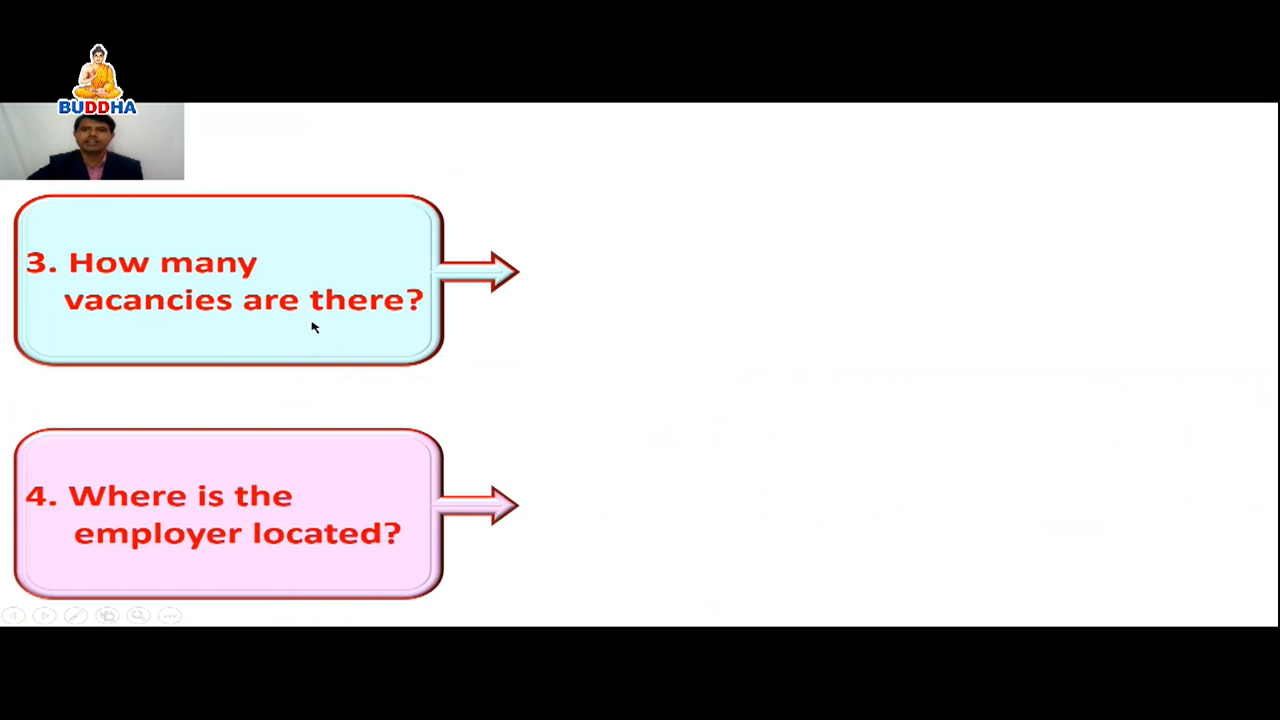 BUDDHA
3. How many
vacancies are there?
4. Where is the
employer located?